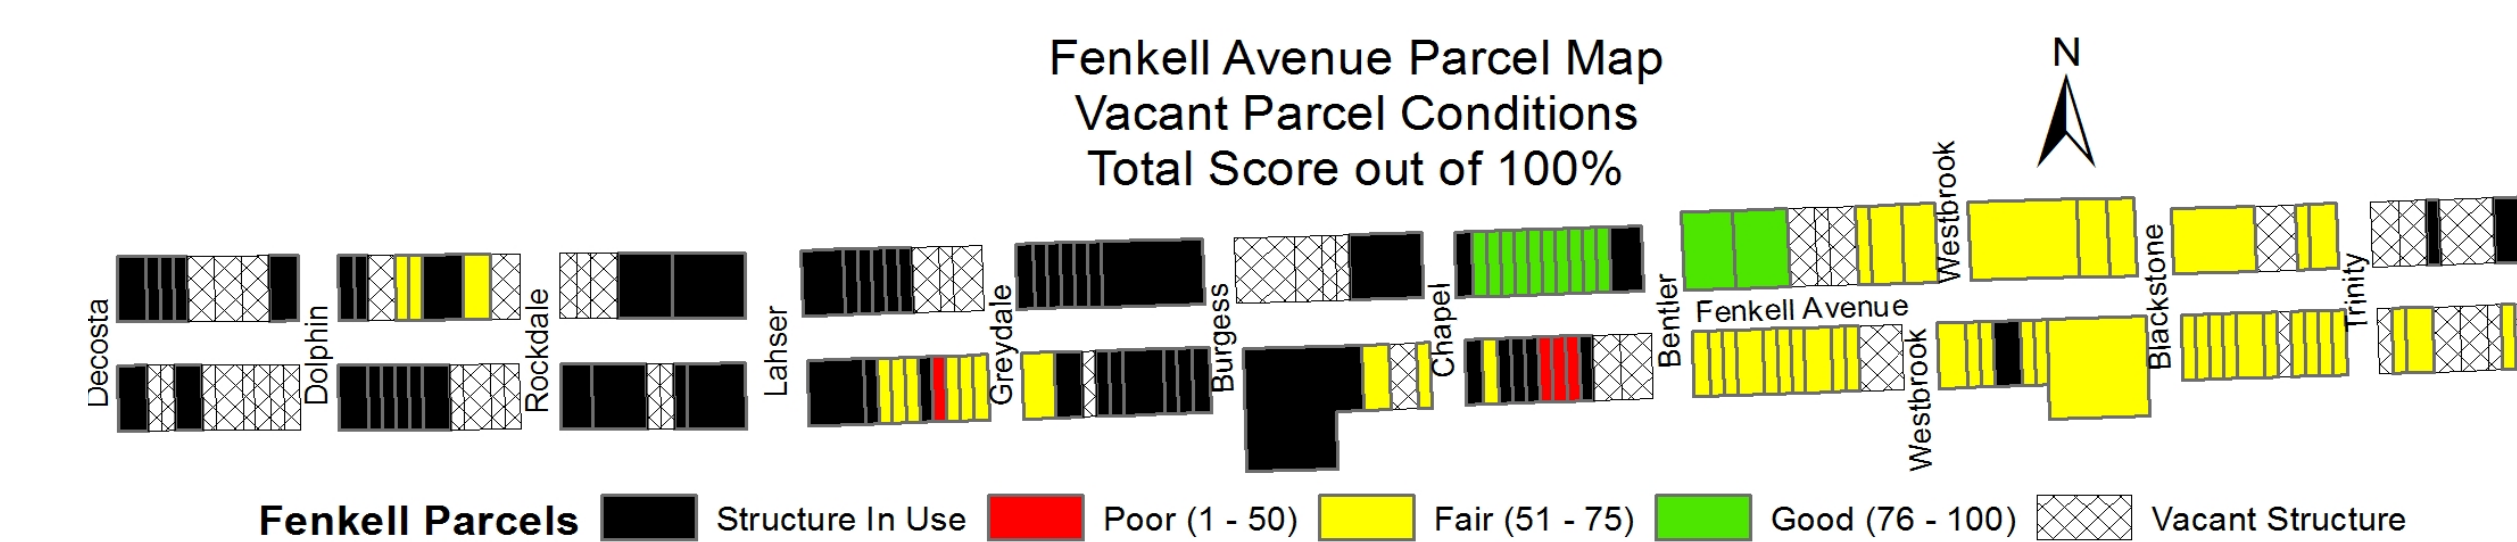 Fenkell Avenue Parcel Map
Vacant Parcel Conditions
Total Score out of 100%
N
Decosta
Dolphin
Rockdale
Lahser
Greydale
Burgess
Chapel
Bentler
Westbrook
Fenkell Avenue
Westbrook
Blackstone
Trinity
Fenkell Parcels Structure In Use Poor (1 - 50) Fair (51 - 75) Good (76 - 100) Vacant Structure